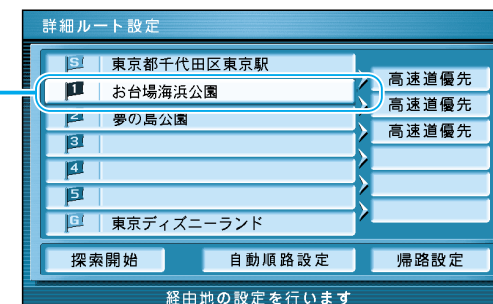 詳細ルート設定
S 東京都千代田区東京駅
高速道優先
1 お台場海浜公園
高速道優先
2 夢の島公園
高速道優先
3
4
5
G 東京ディズニーランド
探索開始 自動順路設定 帰路設定
経由地の設定を行います